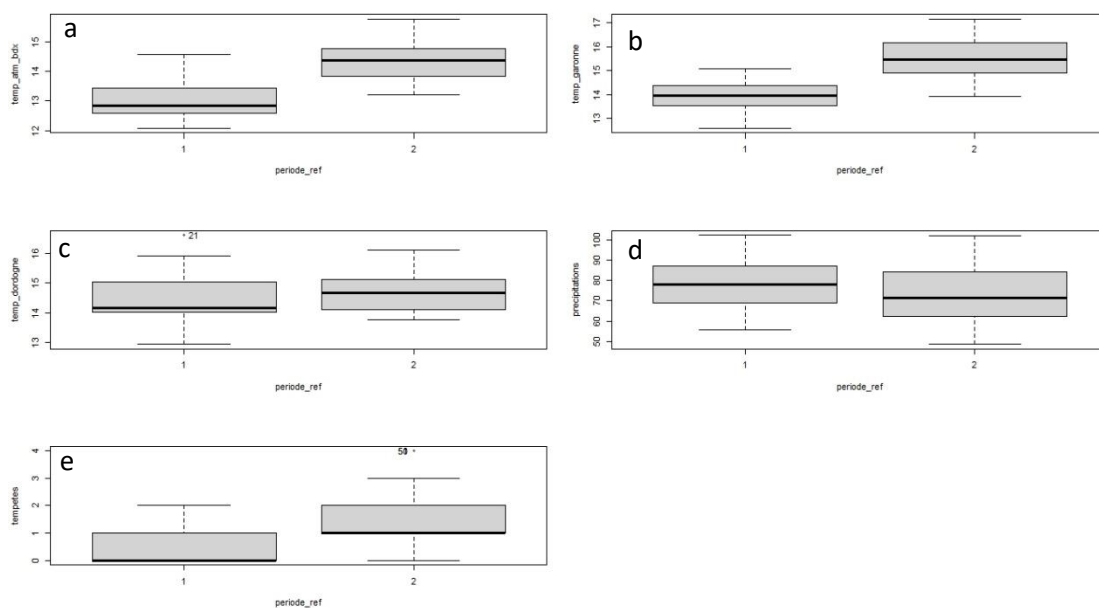 a
temp_atm_bdx
12 13 14 15
1 2
periode_ref
b
temp_garonne
13 14 15 16 17
1 2
periode_ref
c
temp_dordogne
13 14 15 16
21
1 2
periode_ref
d
precipitations
50 60 70 80 90 100
1 2
periode_ref
e
tempetes
0 1 2 3 4
1 2
periode_ref